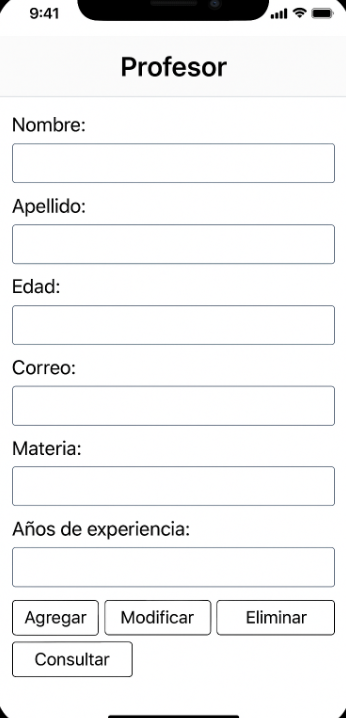 9:41
Profesor
Nombre:
Apellido:
Edad:
Correo:
Materia:
Años de experiencia:
Agregar Modificar Eliminar
Consultar